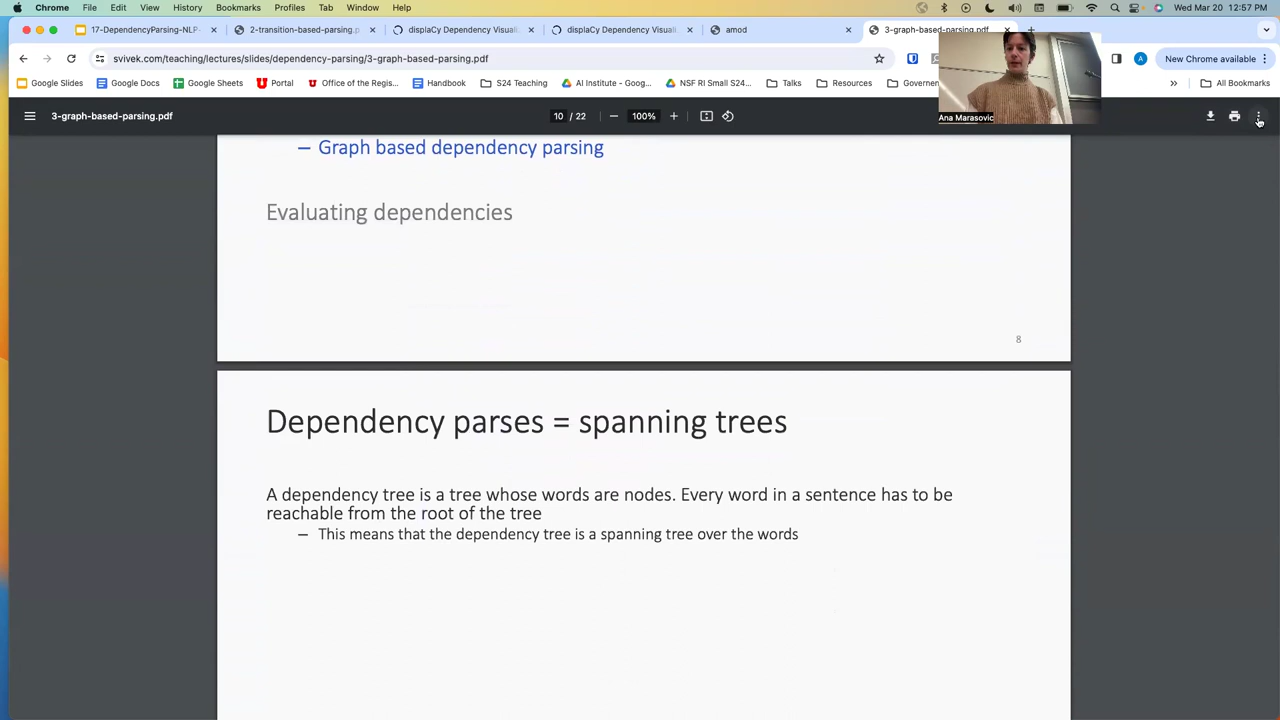 Chrome File Edit View History Bookmarks Profiles Tab Window Help Wed Mar 20 12:57 PM
17-DependencyParsing-NLP- 2-transition-based-parsing.p displaCy Dependency Visuali displaCy Dependency Visuali amod 3-graph-based-parsing.pdf
svivek.com/teaching/lectures/slides/dependency-parsing/3-graph-based-parsing.pdf A New Chrome available
Google Slides Google Docs Google Sheets Portal Office of the Regis... Handbook S24 Teaching AI Institute - Goog... NSF RI Small S24... Talks Resources Governen » All Bookmarks
3-graph-based-parsing.pdf 10 / 22 100%
Ana Marasovic
– Graph based dependency parsing
Evaluating dependencies
8
Dependency parses = spanning trees
A dependency tree is a tree whose words are nodes. Every word in a sentence has to be
reachable from the root of the tree
– This means that the dependency tree is a spanning tree over the words